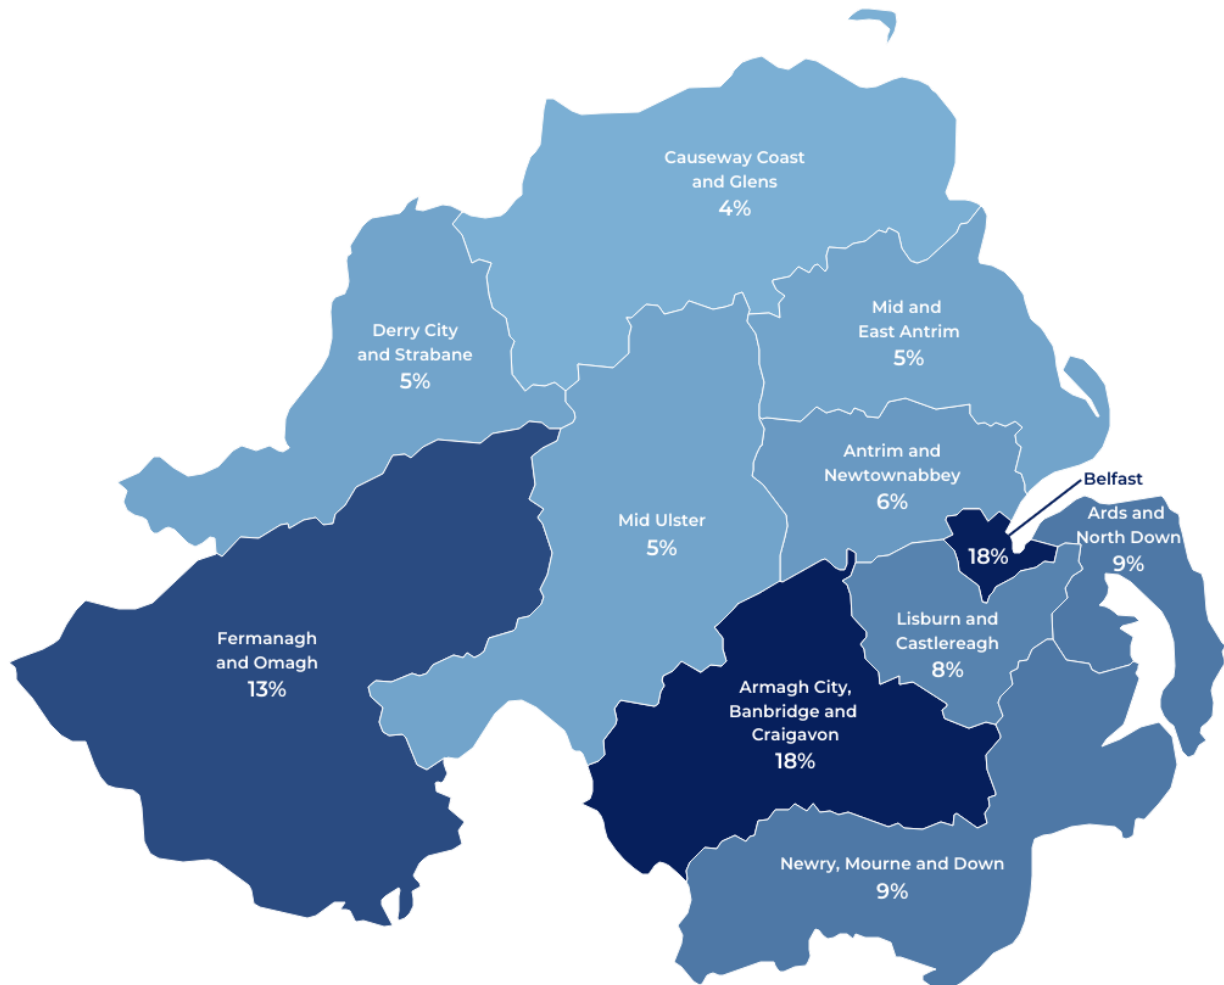 Causeway Coast
and Glens
4%
Derry City
and Strabane
5%
Mid and
East Antrim
5%
Antrim and
Newtownabbey
6%
Belfast
18%
Ards and
North Down
9%
Mid Ulster
5%
Lisburn and
Castlereagh
8%
Fermanagh
and Omagh
13%
Armagh City,
Banbridge and
Craigavon
18%
Newry, Mourne and Down
9%